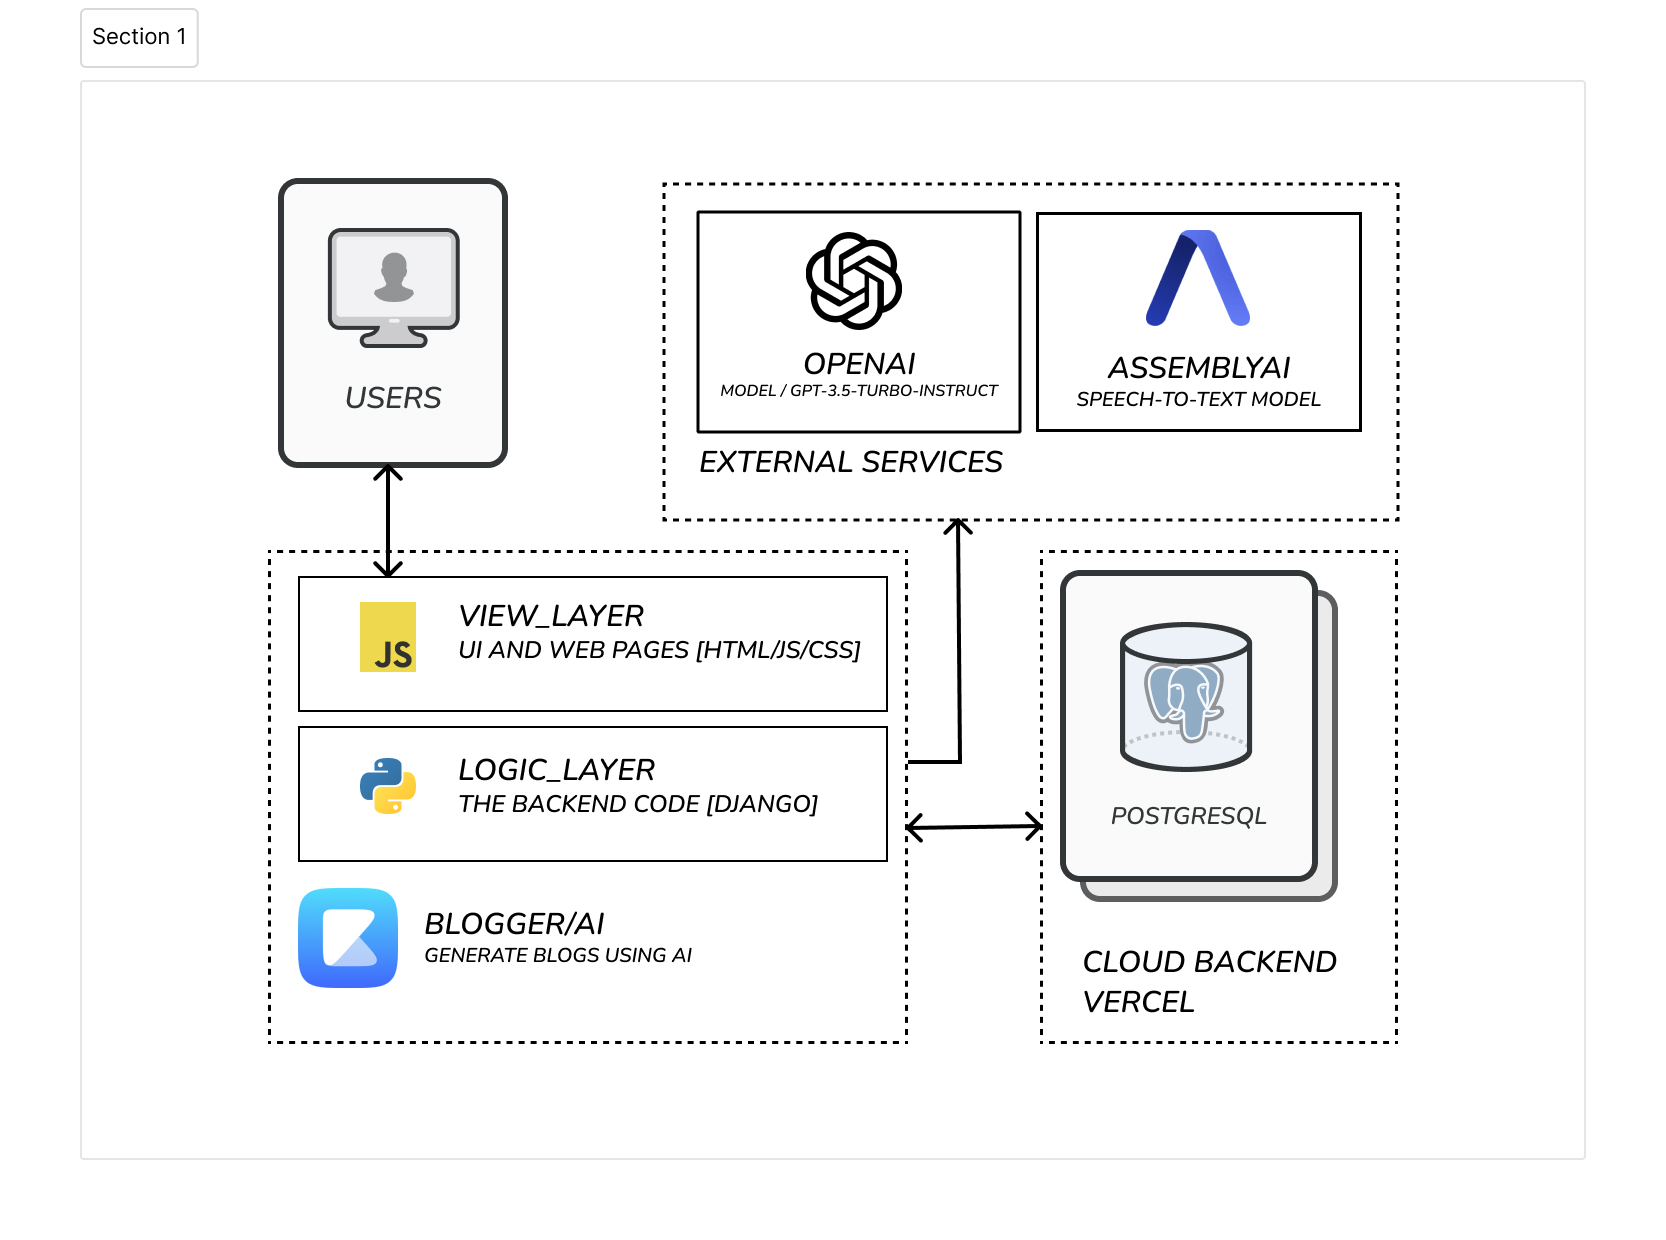 Section 1
USERS
OPENAI
MODEL / GPT-3.5-TURBO-INSTRUCT
ASSEMBLYAI
SPEECH-TO-TEXT MODEL
EXTERNAL SERVICES
JS
VIEW_LAYER
UI AND WEB PAGES [HTML/JS/CSS]
LOGIC_LAYER
THE BACKEND CODE [DJANGO]
BLOGGER/AI
GENERATE BLOGS USING AI
POSTGRESQL
CLOUD BACKEND
VERCEL